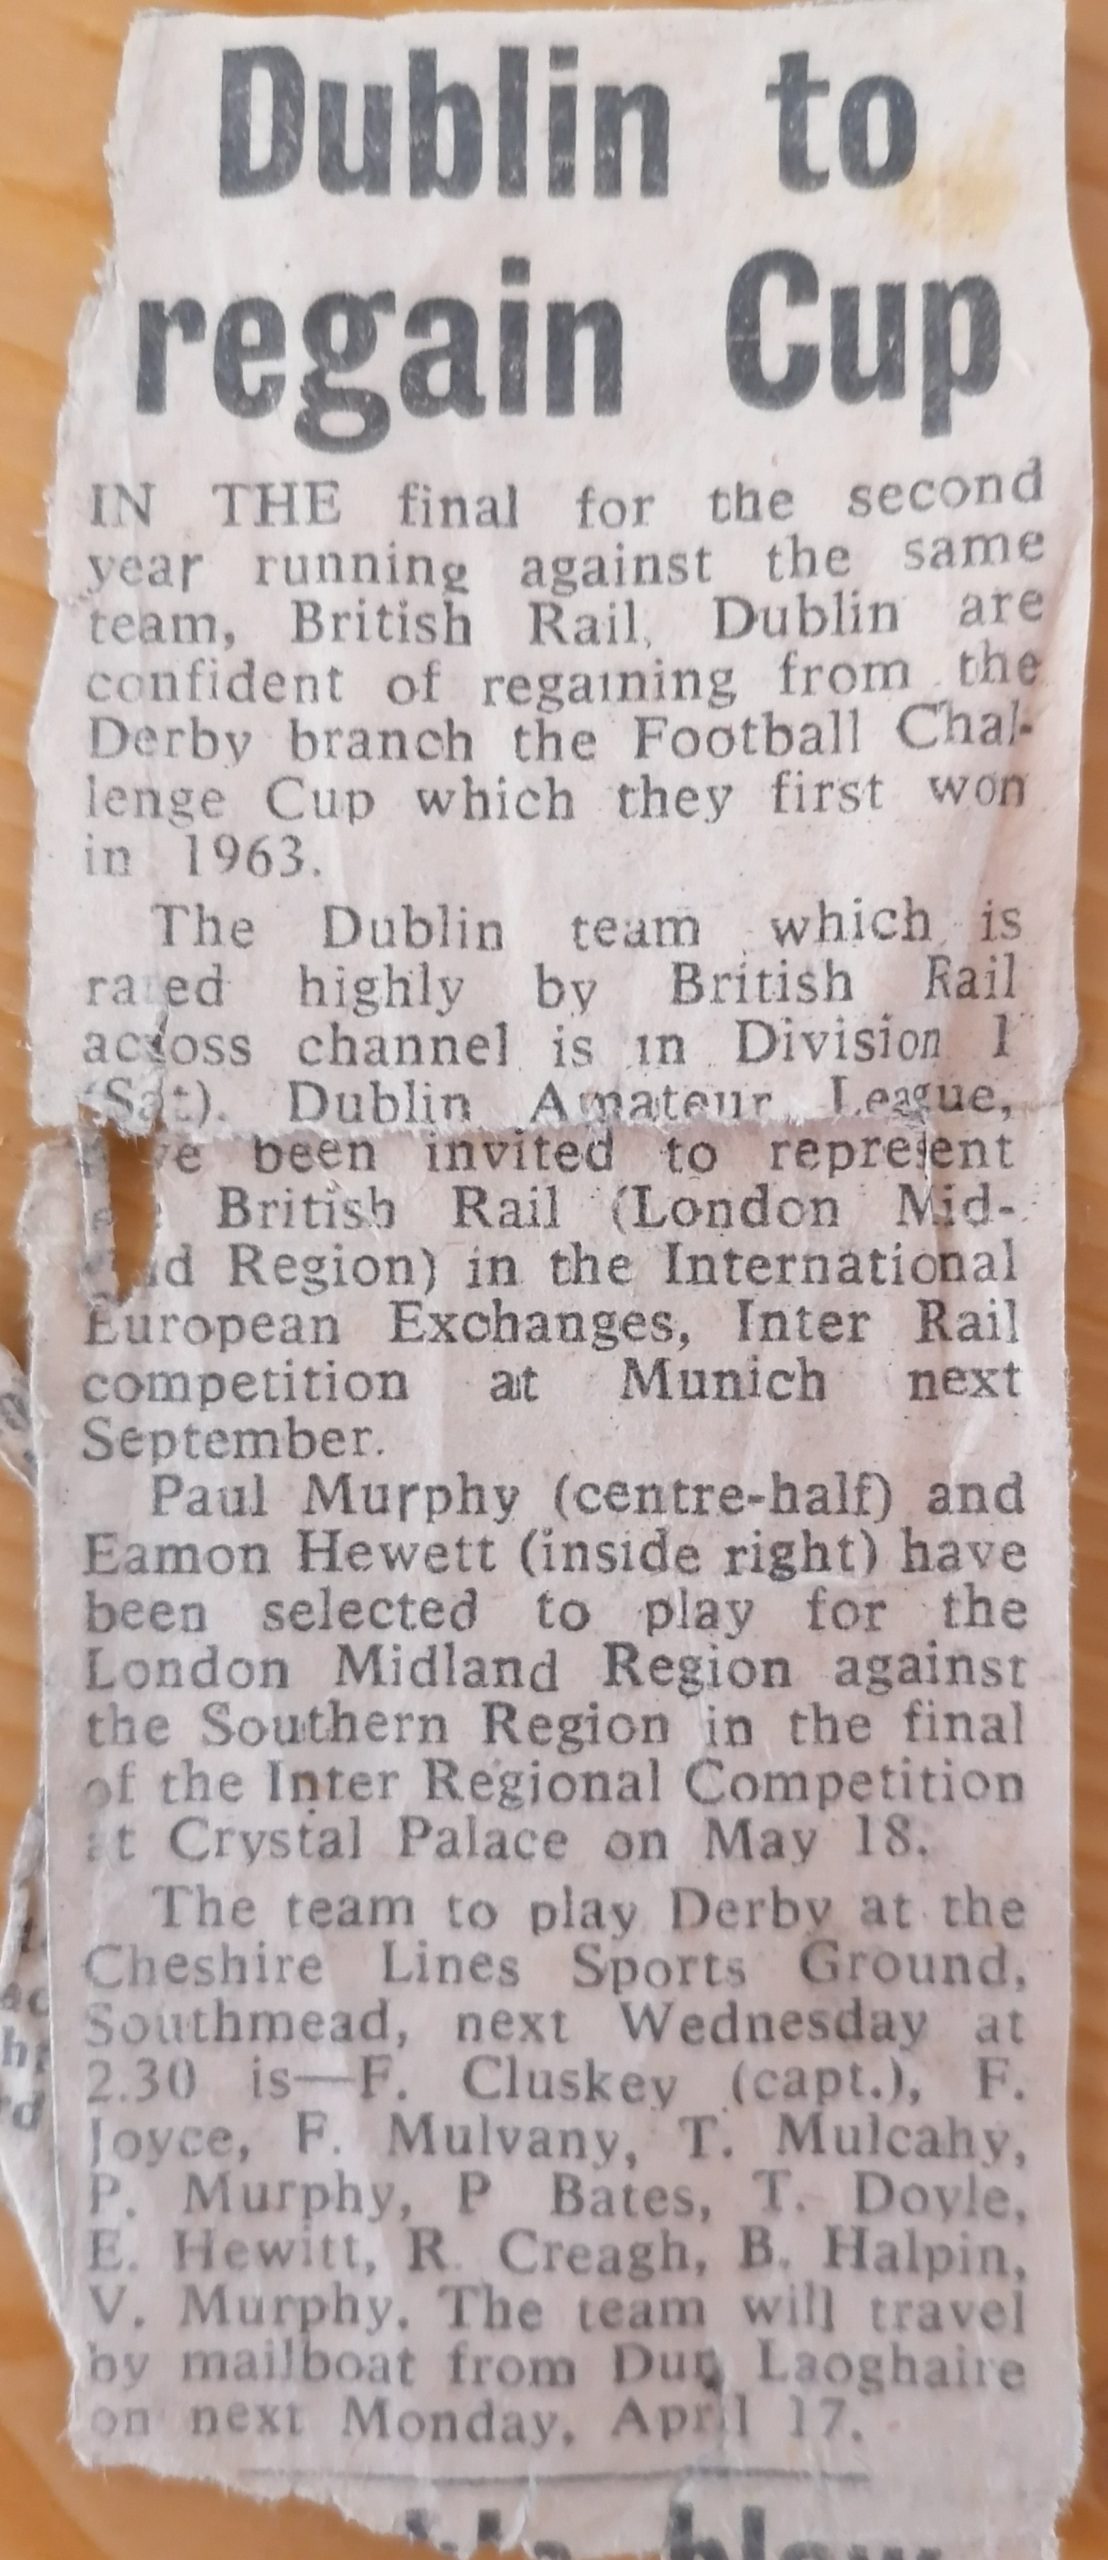 Dublin to
regain Cup
IN THE final for the second
year running against the same
team, British Rail, Dublin are
confident of regaining from the
Derby branch the Football Chal-
lenge Cup which they first won
in 1963.
The Dublin team which is
rated highly by British Rail
across channel is in Division 1
(Sat). Dublin Amateur League,
have been invited to represent
British Rail (London Mid-
Region) in the International
European Exchanges, Inter Rail
competition at Munich next
September.
Paul Murphy (centre-half) and
Eamon Hewett (inside right) have
been selected to play for the
London Midland Region against
the Southern Region in the final
of the Inter Regional Competition
at Crystal Palace on May 18.
The team to play Derby at the
Cheshire Lines Sports Ground,
Southmead, next Wednesday at
2.30 is—F. Cluskey (capt.), F.
Joyce, F. Mulvany, T. Mulcahy,
P. Murphy, P Bates, T. Doyle,
E. Hewitt, R. Creagh, B. Halpin,
V. Murphy. The team will travel
by mailboat from Dun Laoghaire
on next Monday, April 17.